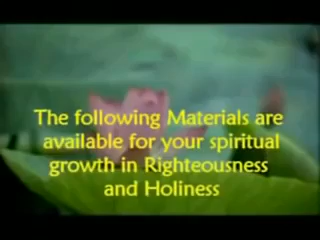 The following Materials are
available for your spiritual
growth in Righteousness
and Holiness